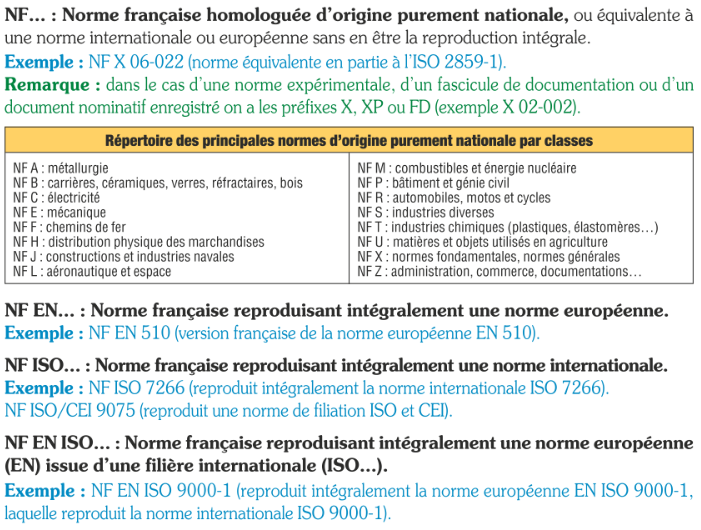 NF… : Norme française homologuée d'origine purement nationale, ou équivalente à
une norme internationale ou européenne sans en être la reproduction intégrale.
Exemple : NF X 06-022 (norme équivalente en partie à l'ISO 2859-1).
Remarque : dans le cas d'une norme expérimentale, d'un fascicule de documentation ou d'un
document nominatif enregistré on a les préfixes X, XP ou FD (exemple X 02-002).
Répertoire des principales normes d'origine purement nationale par classes
NF A : métallurgie
NF B : carrières, céramiques, verres, réfractaires, bois
NF C : électricité
NF E : mécanique
NF F : chemins de fer
NF H : distribution physique des marchandises
NF J : constructions et industries navales
NF L : aéronautique et espace
NF M : combustibles et énergie nucléaire
NF P : bâtiment et génie civil
NF R : automobiles, motos et cycles
NF S : industries diverses
NF T : industries chimiques (plastiques, élastomères…)
NF U : matières et objets utilisés en agriculture
NF X : normes fondamentales, normes générales
NF Z : administration, commerce, documentations…
NF EN… : Norme française reproduisant intégralement une norme européenne.
Exemple : NF EN 510 (version française de la norme européenne EN 510).
NF ISO… : Norme française reproduisant intégralement une norme internationale.
Exemple : NF ISO 7266 (reproduit intégralement la norme internationale ISO 7266).
NF ISO/CEI 9075 (reproduit une norme de filiation ISO et CEI).
NF EN ISO… : Norme française reproduisant intégralement une norme européenne
(EN) issue d'une filière internationale (ISO…).
Exemple : NF EN ISO 9000-1 (reproduit intégralement la norme européenne EN ISO 9000-1,
laquelle reproduit la norme internationale ISO 9000-1).